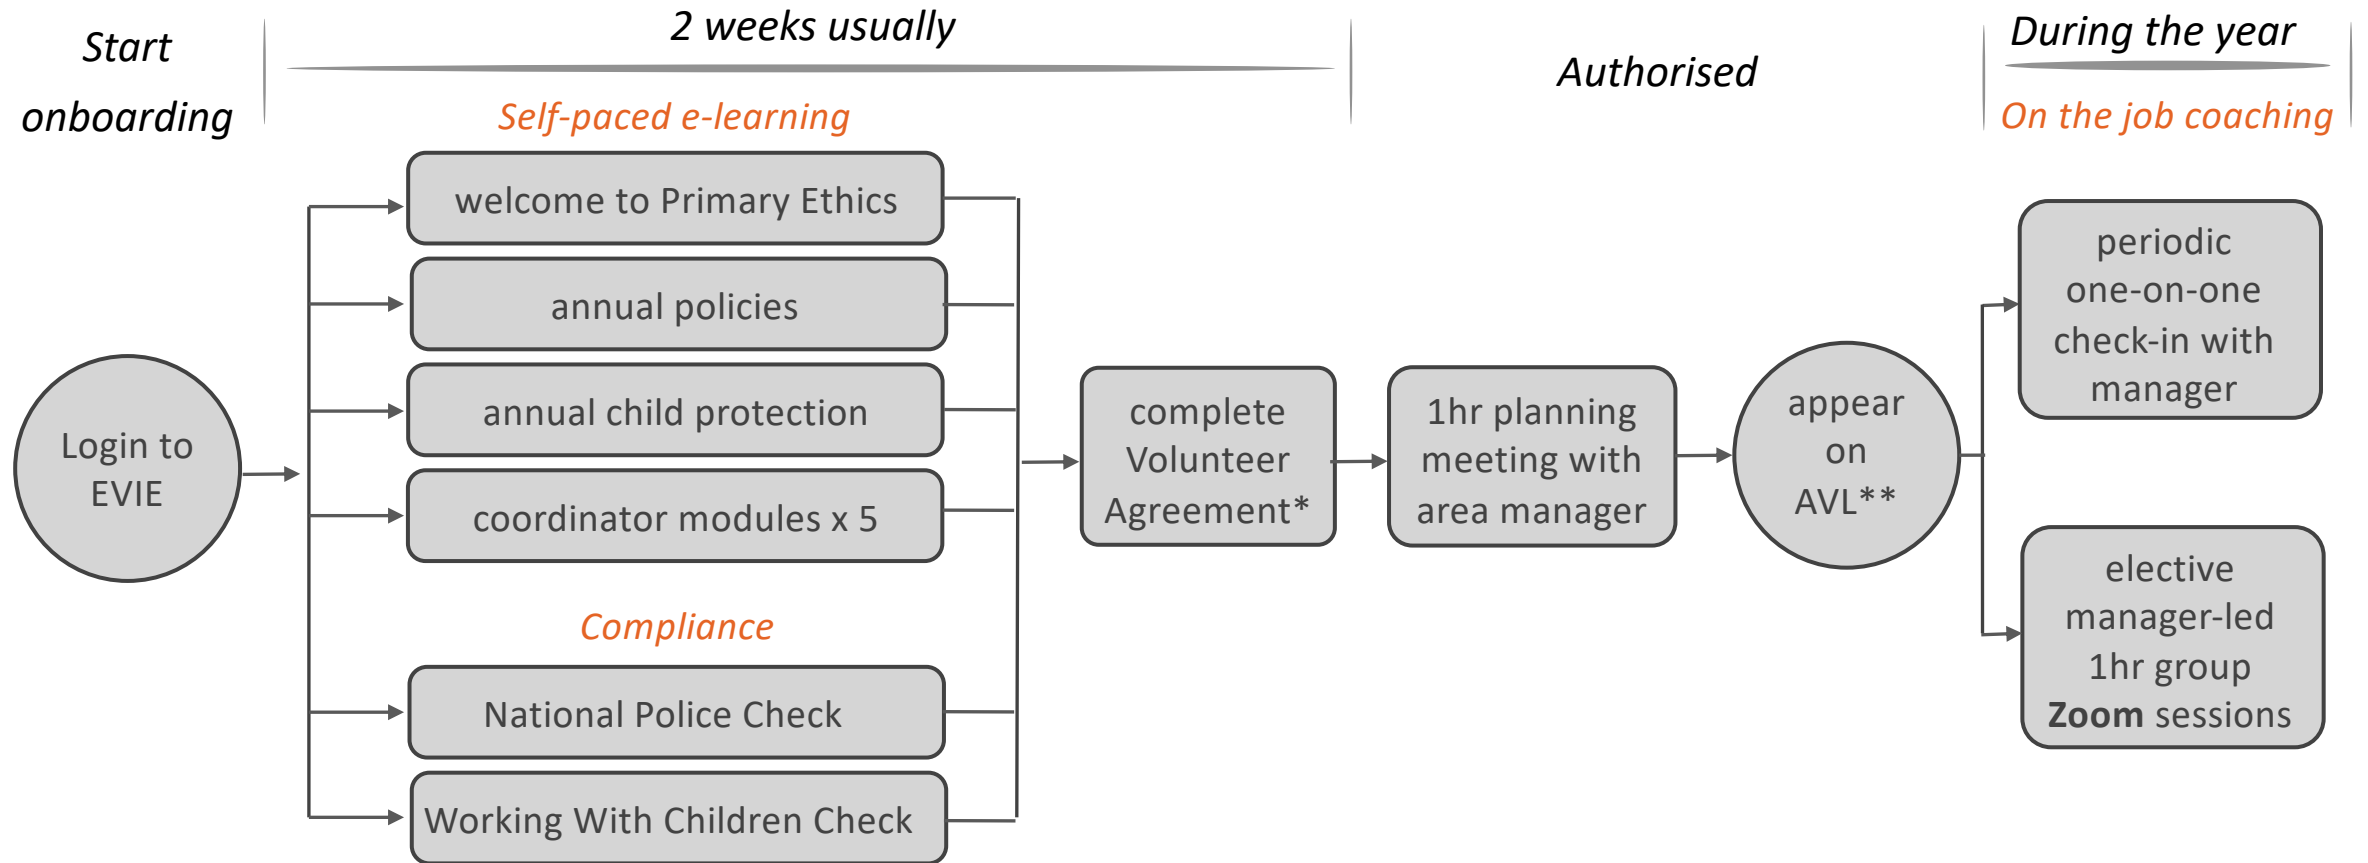 Start
onboarding
2 weeks usually
Self-paced e-learning
Authorised
During the year
On the job coaching
Login to
EVIE
welcome to Primary Ethics
annual policies
annual child protection
coordinator modules x 5
Compliance
National Police Check
Working With Children Check
complete
Volunteer
Agreement*
1hr planning
meeting with
area manager
appear
on
AVL**
periodic
one-on-one
check-in with
manager
elective
manager-led
1hr group
Zoom sessions